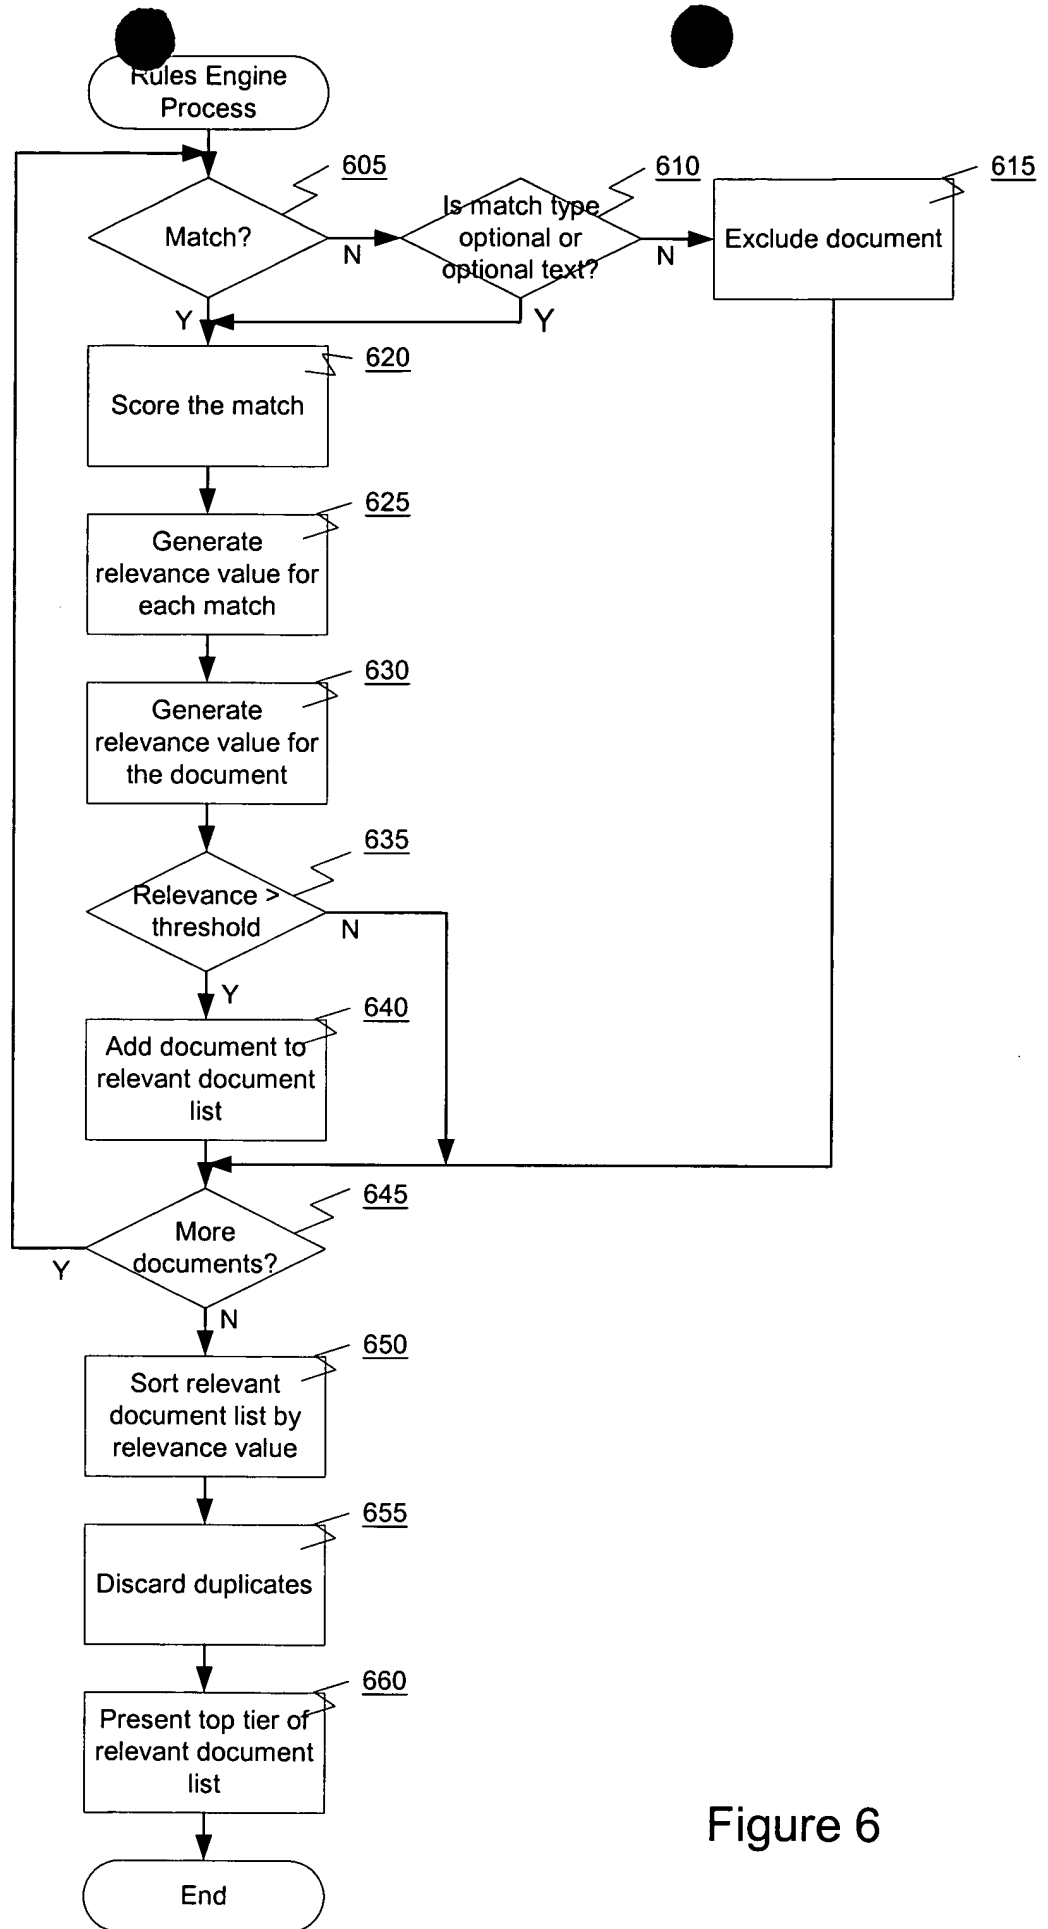 Rules Engine
Process
605
610
615
Match?
N
Is match type
optional or
optional text?
N
Exclude document
Y
Y
620
Score the match
625
Generate
relevance value for
each match
630
Generate
relevance value for
the document
635
Relevance >
threshold
N
Y
640
Add document to
relevant document
list
645
More
documents?
Y
N
650
Sort relevant
document list by
relevance value
655
Discard duplicates
660
Present top tier of
relevant document
list
Figure 6
End